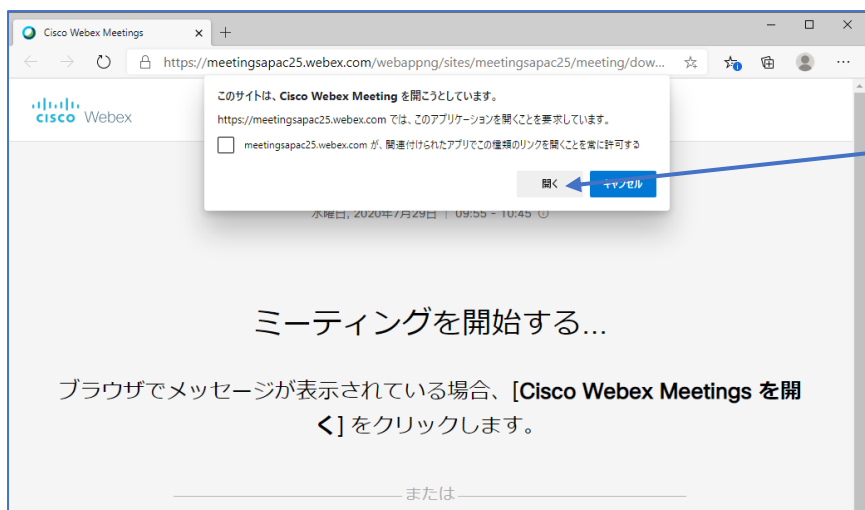 Cisco Webex Meetings
https://meetingsapac25.webex.com/webappng/sites/meetingsapac25/meeting/dow...
cisco Webex
このサイトは、Cisco Webex Meeting を開こうとしています。
https://meetingsapac25.webex.com では、このアプリケーションを開くことを要求しています。
meetingsapac25.webex.com が、関連付けられたアプリでこの種類のリンクを開くことを常に許可する
開く
キャンセル
水曜日, 2020年7月29日 | 09:55 - 10:45
ミーティングを開始する...
ブラウザでメッセージが表示されている場合、[Cisco Webex Meetings を開
く] をクリックします。
または